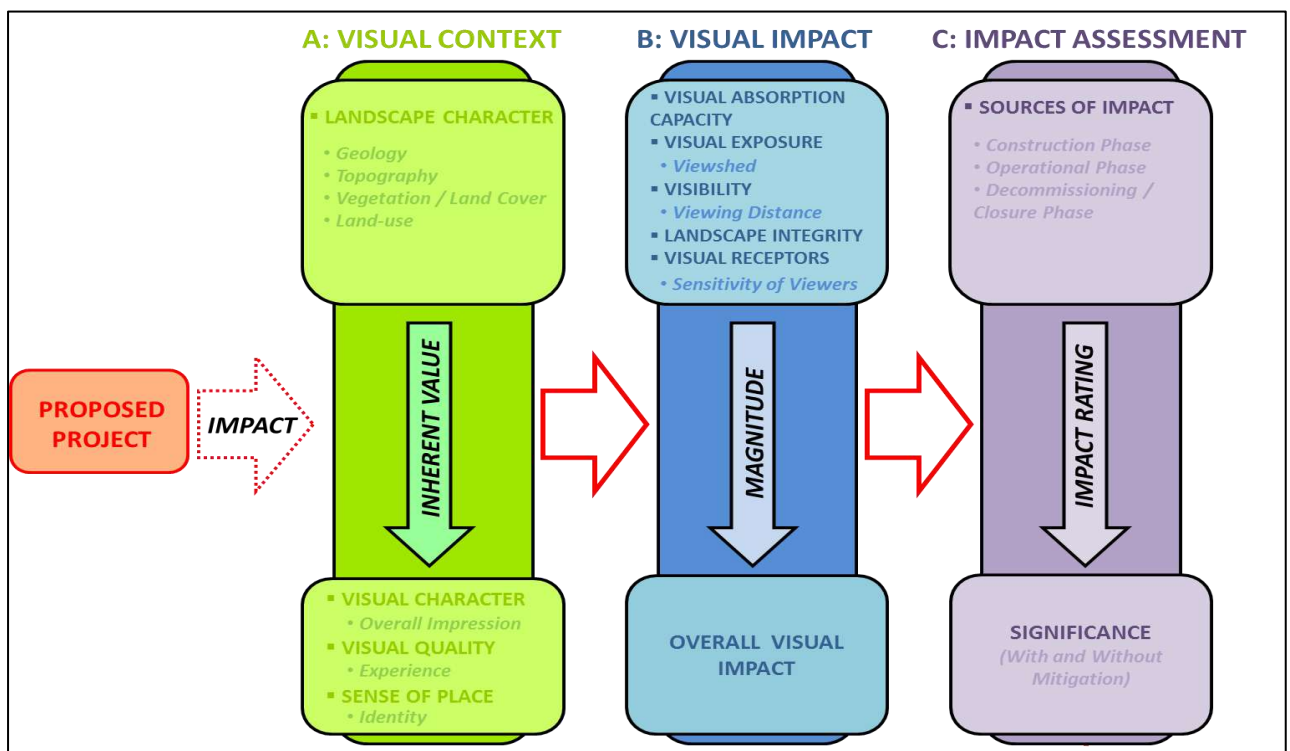 A: VISUAL CONTEXT
B: VISUAL IMPACT
C: IMPACT ASSESSMENT
▪ LANDSCAPE CHARACTER
• Geology
• Topography
• Vegetation / Land Cover
• Land-use
▪ VISUAL ABSORPTION
CAPACITY
▪ VISUAL EXPOSURE
• Viewshed
▪ VISIBILITY
• Viewing Distance
▪ LANDSCAPE INTEGRITY
▪ VISUAL RECEPTORS
• Sensitivity of Viewers
▪ SOURCES OF IMPACT
• Construction Phase
• Operational Phase
• Decommissioning /
Closure Phase
PROPOSED
PROJECT
IMPACT
INHERENT VALUE
MAGNITUDE
IMPACT RATING
▪ VISUAL CHARACTER
• Overall Impression
▪ VISUAL QUALITY
• Experience
▪ SENSE OF PLACE
• Identity
OVERALL VISUAL
IMPACT
SIGNIFICANCE
(With and Without
Mitigation)